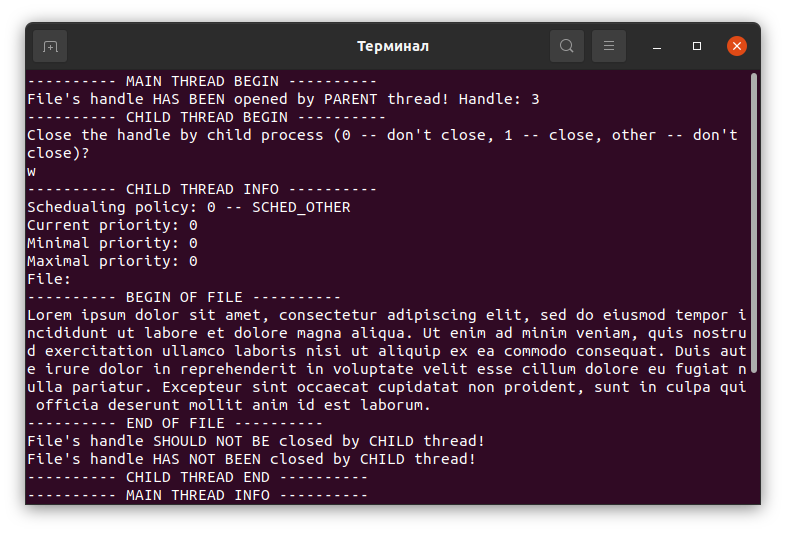 Терминал
---------- MAIN THREAD BEGIN ----------
File's handle HAS BEEN opened by PARENT thread! Handle: 3
---------- CHILD THREAD BEGIN ----------
Close the handle by child process (0 -- don't close, 1 -- close, other -- don't
close)?
w
---------- CHILD THREAD INFO ----------
Schedualing policy: 0 -- SCHED_OTHER
Current priority: 0
Minimal priority: 0
Maximal priority: 0
File:
---------- BEGIN OF FILE ----------
Lorem ipsum dolor sit amet, consectetur adipiscing elit, sed do eiusmod tempor i
ncididunt ut labore et dolore magna aliqua. Ut enim ad minim veniam, quis nostru
d exercitation ullamco laboris nisi ut aliquip ex ea commodo consequat. Duis aut
e irure dolor in reprehenderit in voluptate velit esse cillum dolore eu fugiat n
ulla pariatur. Excepteur sint occaecat cupidatat non proident, sunt in culpa qui
 officia deserunt mollit anim id est laborum.
---------- END OF FILE ----------
File's handle SHOULD NOT BE closed by CHILD thread!
File's handle HAS NOT BEEN closed by CHILD thread!
---------- CHILD THREAD END ----------
---------- MAIN THREAD INFO ----------